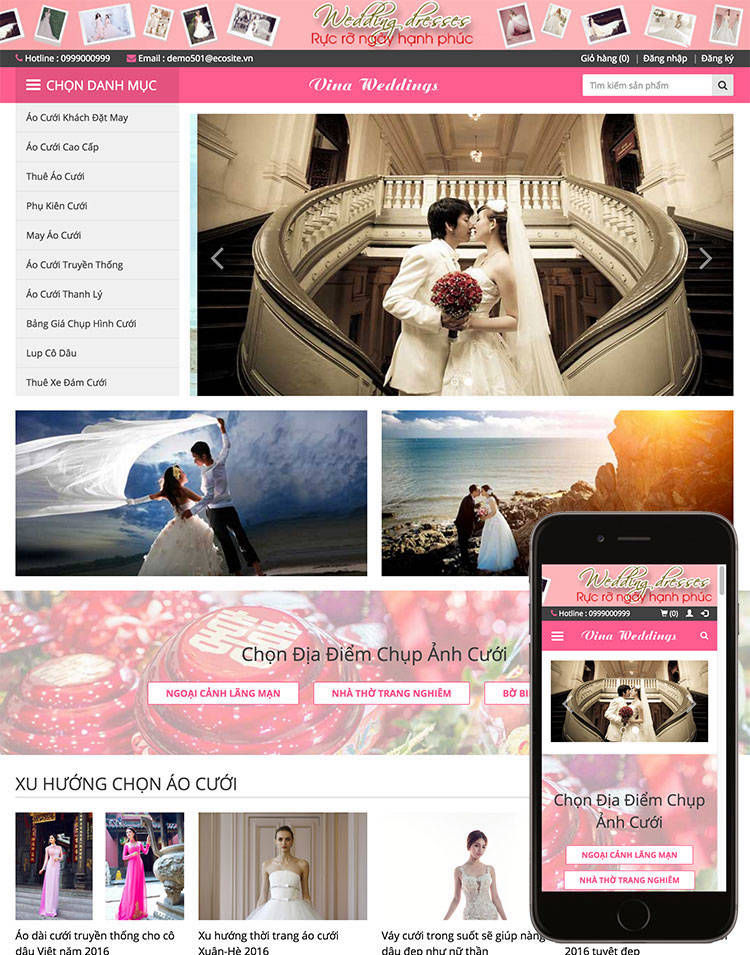 Wedding dresses
Rực rỡ ngày hạnh phúc
Hotline : 0999000999 Email : demo501@ecosite.vn Giỏ hàng (0) | Đăng nhập | Đăng ký
CHỌN DANH MỤC Vina Weddings Tìm kiếm sản phẩm
Áo Cưới Khách Đặt May
Áo Cưới Cao Cấp
Thuê Áo Cưới
Phụ Kiên Cưới
May Áo Cưới
Áo Cưới Truyền Thống
Áo Cưới Thanh Lý
Bảng Giá Chụp Hình Cưới
Lup Cô Dâu
Thuê Xe Đám Cưới
Chọn Địa Điểm Chụp Ảnh Cưới
NGOẠI CẢNH LÃNG MẠN NHÀ THỜ TRANG NGHIÊM BỜ BI
XU HƯỚNG CHỌN ÁO CƯỚI
Áo dài cưới truyền thống cho cô
dâu Việt năm 2016
Xu hướng thời trang áo cưới
Xuân-Hè 2016
Váy cưới trong suốt sẽ giúp nàng
dâu đẹp như nữ thần
2016 tuyệt đẹp
Wedding dresses
Rực rỡ ngày hạnh phúc
Hotline : 0999000999 (0)
Vina Weddings
Chọn Địa Điểm Chụp
Ảnh Cưới
NGOẠI CẢNH LÃNG MẠN
NHÀ THỜ TRANG NGHIÊM